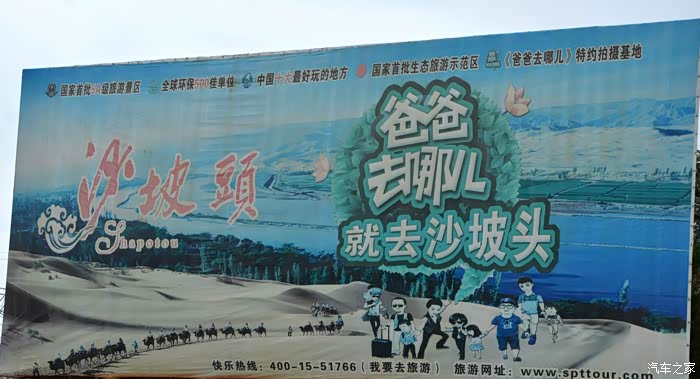 国家首批5A级旅游景区 全球环保500佳单位 中国十大最好玩的地方 国家首批生态旅游示范区 《爸爸去哪儿》特约拍摄基地
爸爸
去哪儿
沙坡頭
Shapotou
就去沙坡头
快乐热线：400-15-51766（我要去旅游） 旅游网址：www.spttour.com
汽车之家